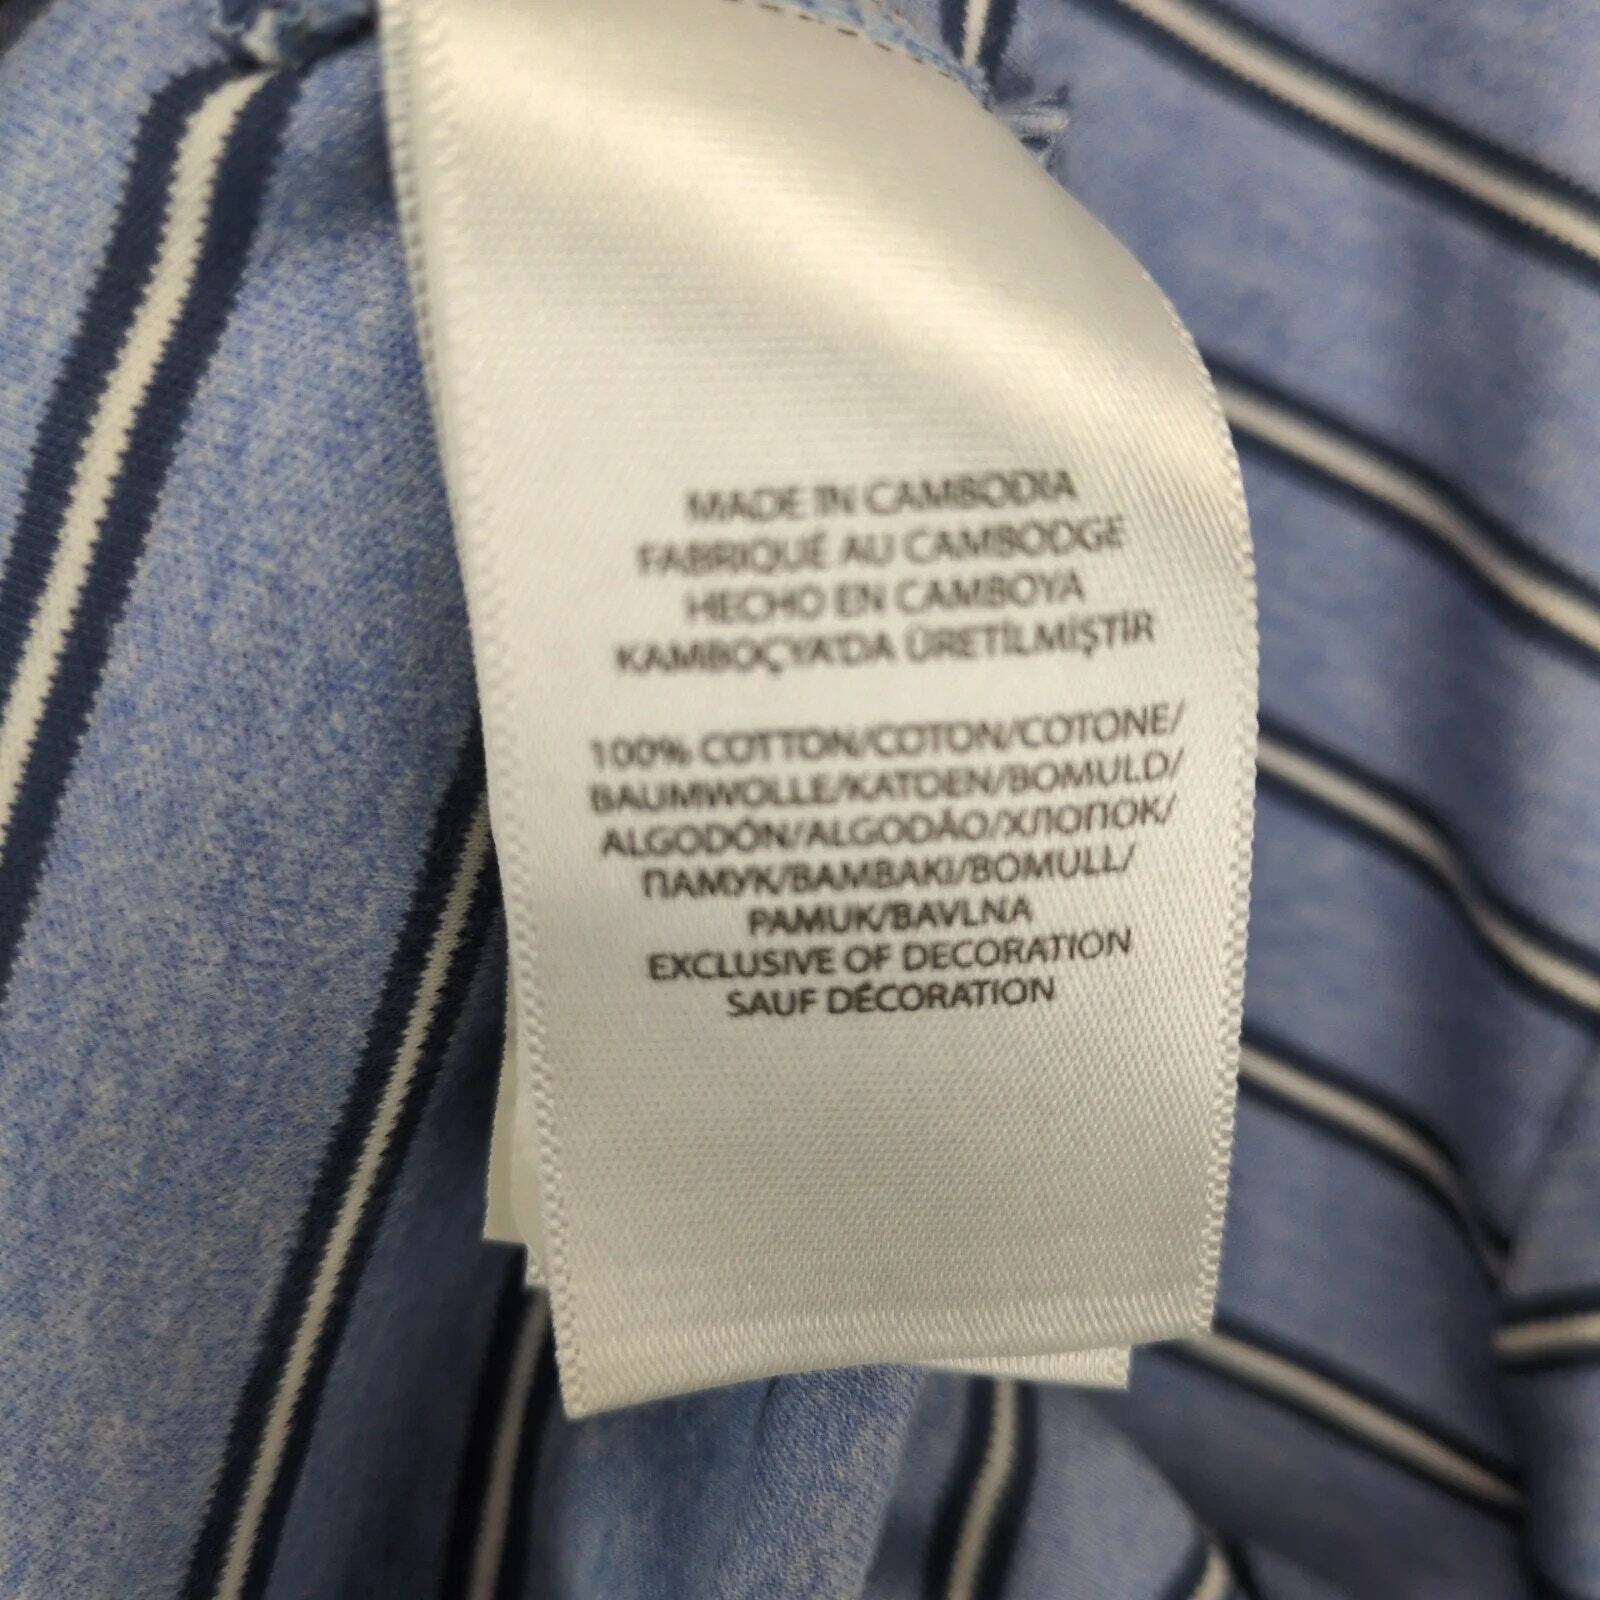 MADE IN CAMBODIA
FABRIQUÉ AU CAMBODGE
HECHO EN CAMBOYA
KAMBOÇYA'DA ÜRETİLMİŞTİR
100% COTTON/COTON/COTONE/
BAUMWOLLE/KATOEN/BOMULD/
ALGODÓN/ALGODÃO/ХЛОПОК/
ПАМУК/ΒΑΜΒΑΚΙ/BOMULL/
PAMUK/BAVLNA
EXCLUSIVE OF DECORATION
SAUF DÉCORATION